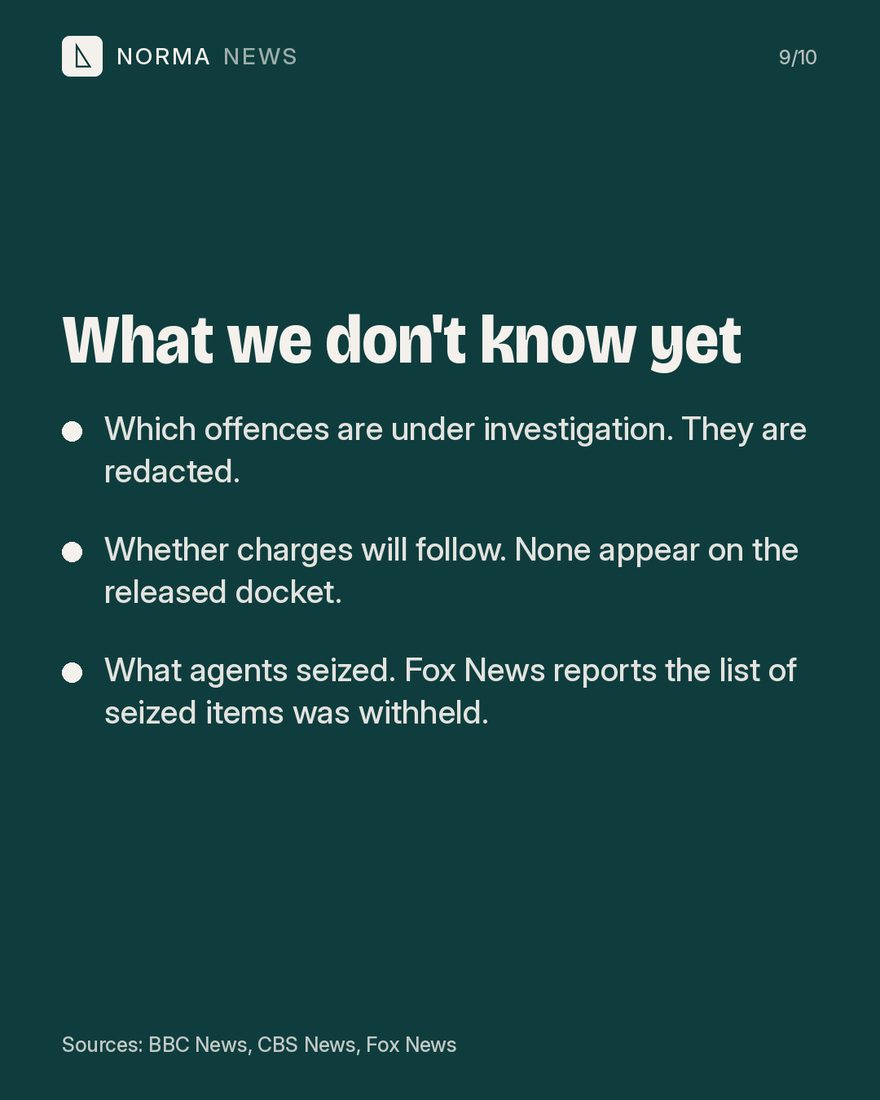 NORMA NEWS
9/10
What we don't know yet
Which offences are under investigation. They are
redacted.
Whether charges will follow. None appear on the
released docket.
What agents seized. Fox News reports the list of
seized items was withheld.
Sources: BBC News, CBS News, Fox News